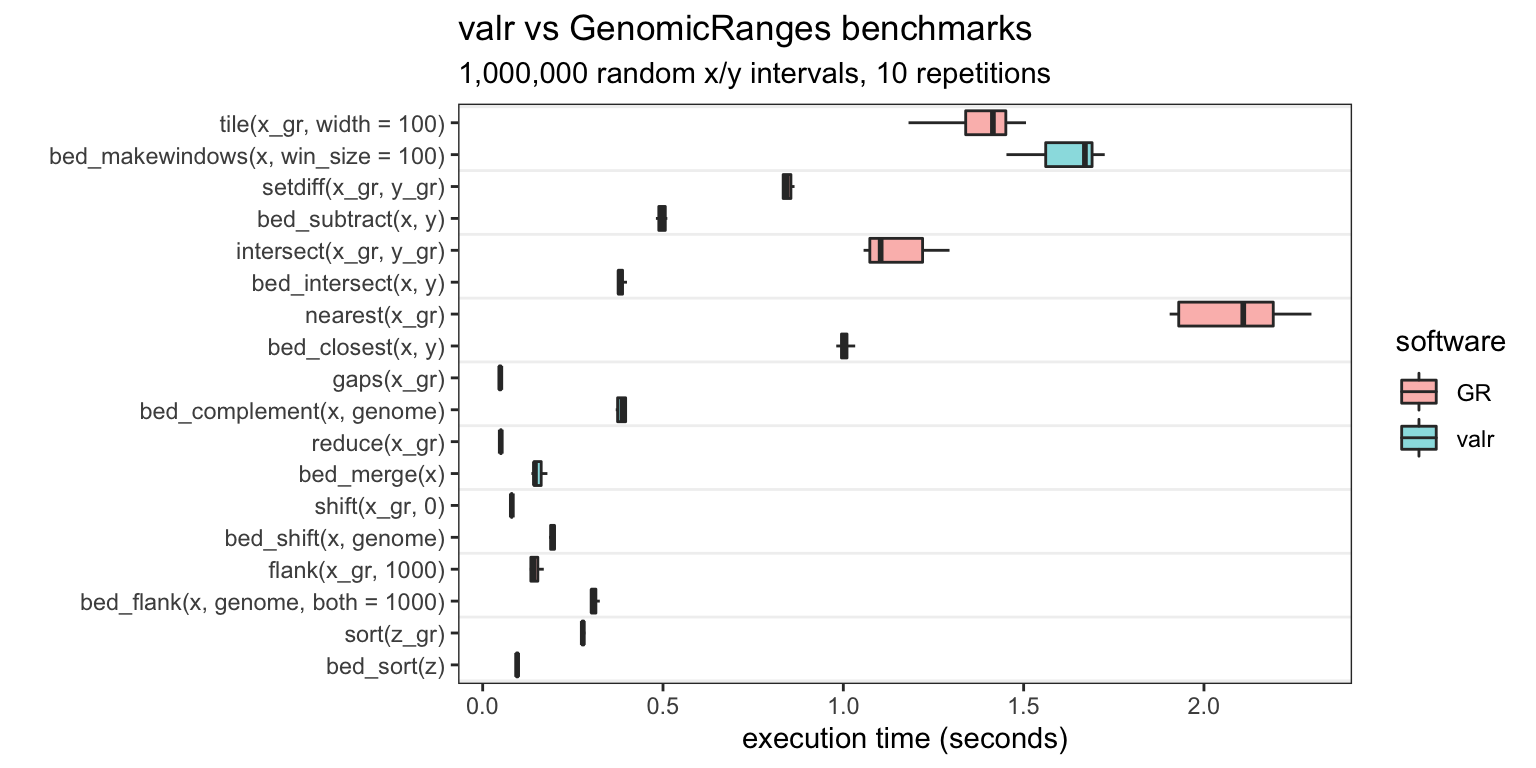 valr vs GenomicRanges benchmarks
1,000,000 random x/y intervals, 10 repetitions
tile(x_gr, width = 100)
bed_makewindows(x, win_size = 100)
setdiff(x_gr, y_gr)
bed_subtract(x, y)
intersect(x_gr, y_gr)
bed_intersect(x, y)
nearest(x_gr)
bed_closest(x, y)
gaps(x_gr)
bed_complement(x, genome)
reduce(x_gr)
bed_merge(x)
shift(x_gr, 0)
bed_shift(x, genome)
flank(x_gr, 1000)
bed_flank(x, genome, both = 1000)
sort(z_gr)
bed_sort(z)
0.0 0.5 1.0 1.5 2.0
execution time (seconds)
software
GR
valr